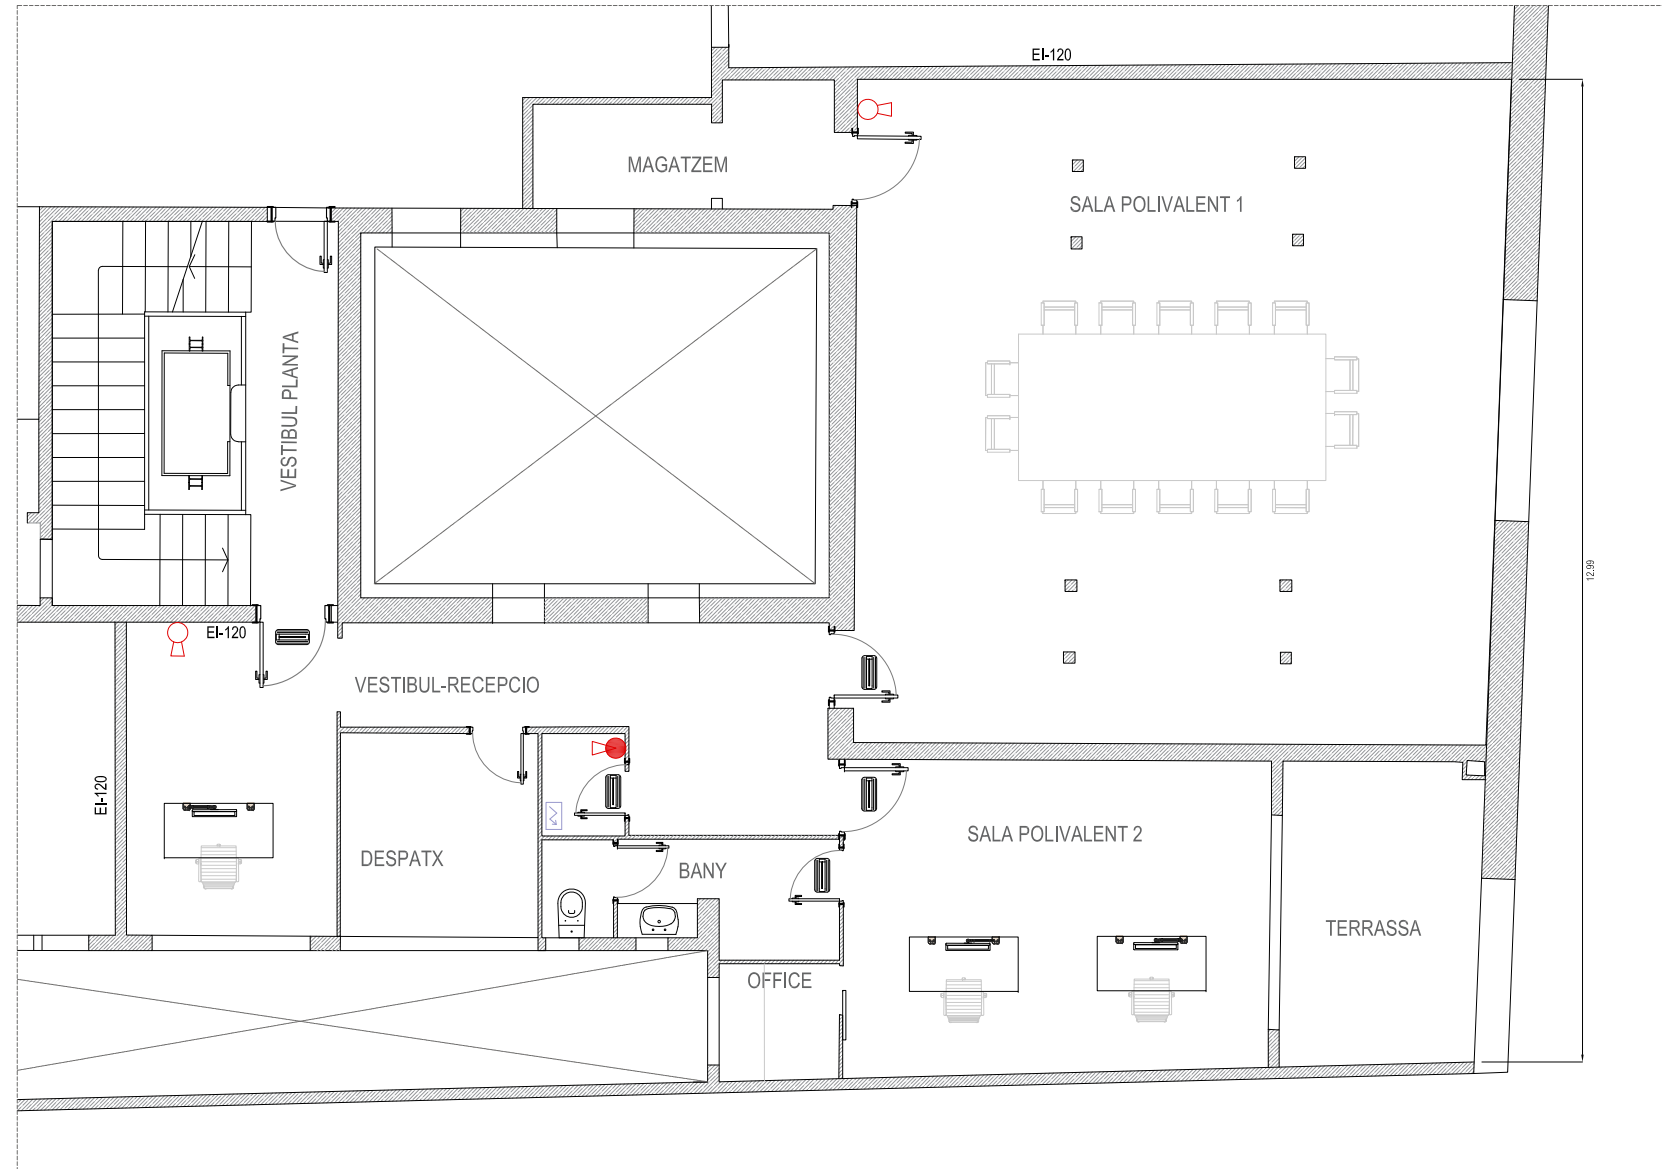 EI-120
MAGATZEM
SALA POLIVALENT 1
VESTIBUL PLANTA
12.99
EI-120
VESTIBUL-RECEPCIO
EI-120
SALA POLIVALENT 2
DESPATX
BANY
TERRASSA
OFFICE